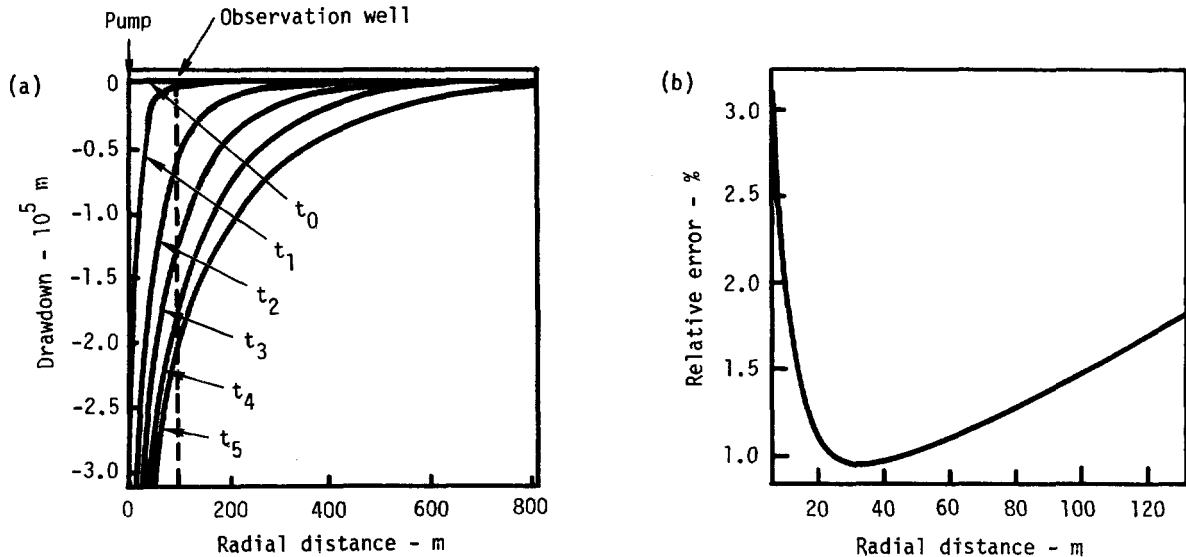 Pump
Observation well
(a)
0
-0.5
-1.0
-1.5
-2.0
-2.5
-3.0
Drawdown - 10⁵ m
t₀
t₁
t₂
t₃
t₄
t₅
0
200
400
600
800
Radial distance - m
(b)
3.0
2.5
2.0
1.5
1.0
Relative error - %
20
40
60
80
100
120
Radial distance - m